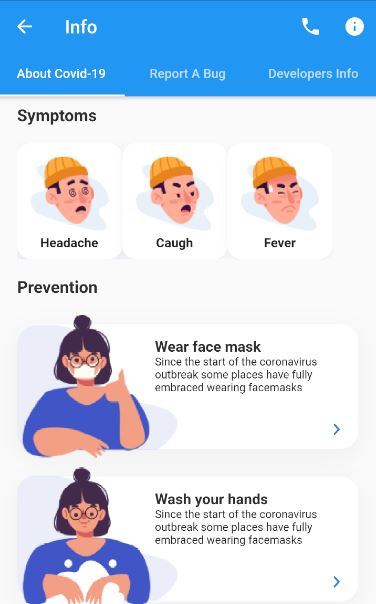 Info
About Covid-19 Report A Bug Developers Info
Symptoms
Headache Caugh Fever
Prevention
Wear face mask
Since the start of the coronavirus
outbreak some places have fully
embraced wearing facemasks
Wash your hands
Since the start of the coronavirus
outbreak some places have fully
embraced wearing facemasks